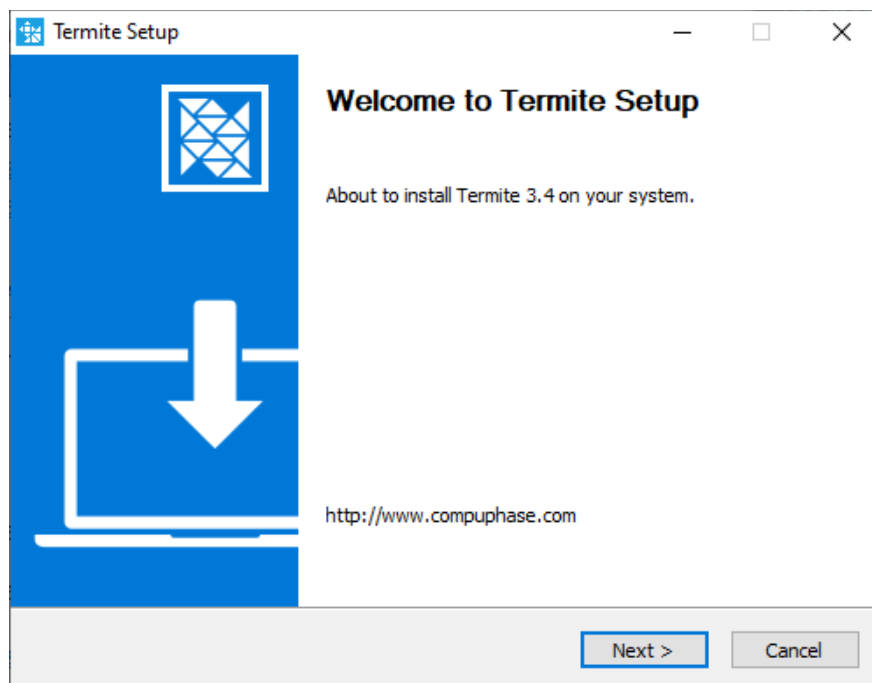 Termite Setup
Welcome to Termite Setup
About to install Termite 3.4 on your system.
http://www.compuphase.com
Next >
Cancel